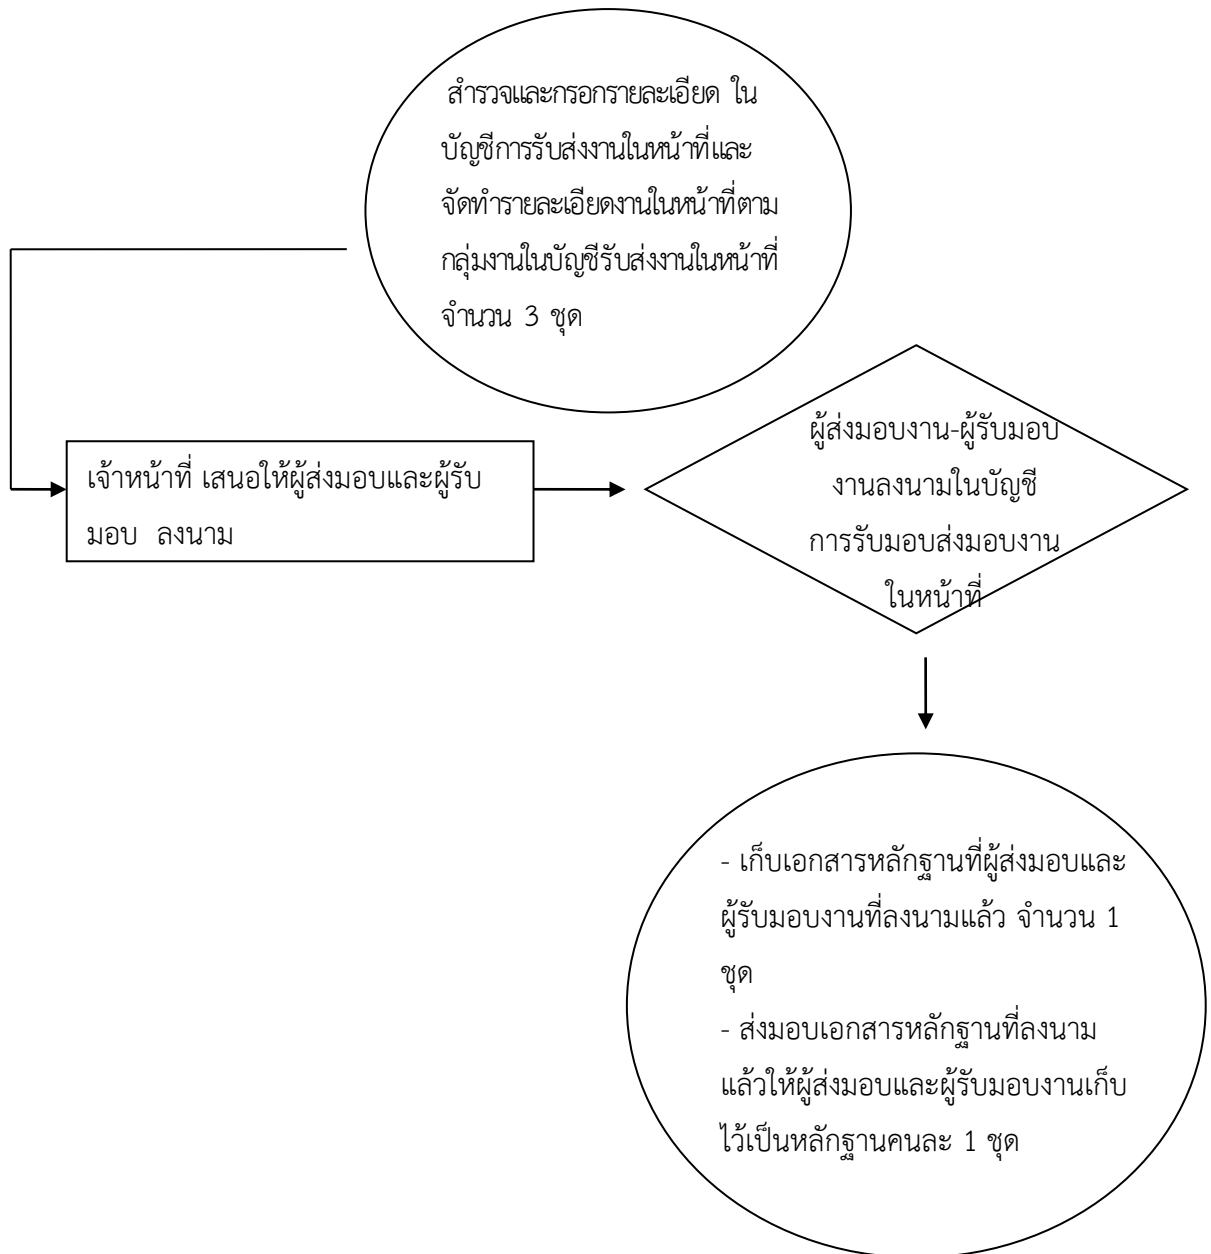 สำรวจและกรอกรายละเอียด ใน
บัญชีการรับส่งงานในหน้าที่และ
จัดทำรายละเอียดงานในหน้าที่ตาม
กลุ่มงานในบัญชีรับส่งงานในหน้าที่
จำนวน 3 ชุด
เจ้าหน้าที่ เสนอให้ผู้ส่งมอบและผู้รับ
มอบ ลงนาม
ผู้ส่งมอบงาน-ผู้รับมอบ
งานลงนามในบัญชี
การรับมอบส่งมอบงาน
ในหน้าที่
- เก็บเอกสารหลักฐานที่ผู้ส่งมอบและ
ผู้รับมอบงานที่ลงนามแล้ว จำนวน 1
ชุด
- ส่งมอบเอกสารหลักฐานที่ลงนาม
แล้วให้ผู้ส่งมอบและผู้รับมอบงานเก็บ
ไว้เป็นหลักฐานคนละ 1 ชุด